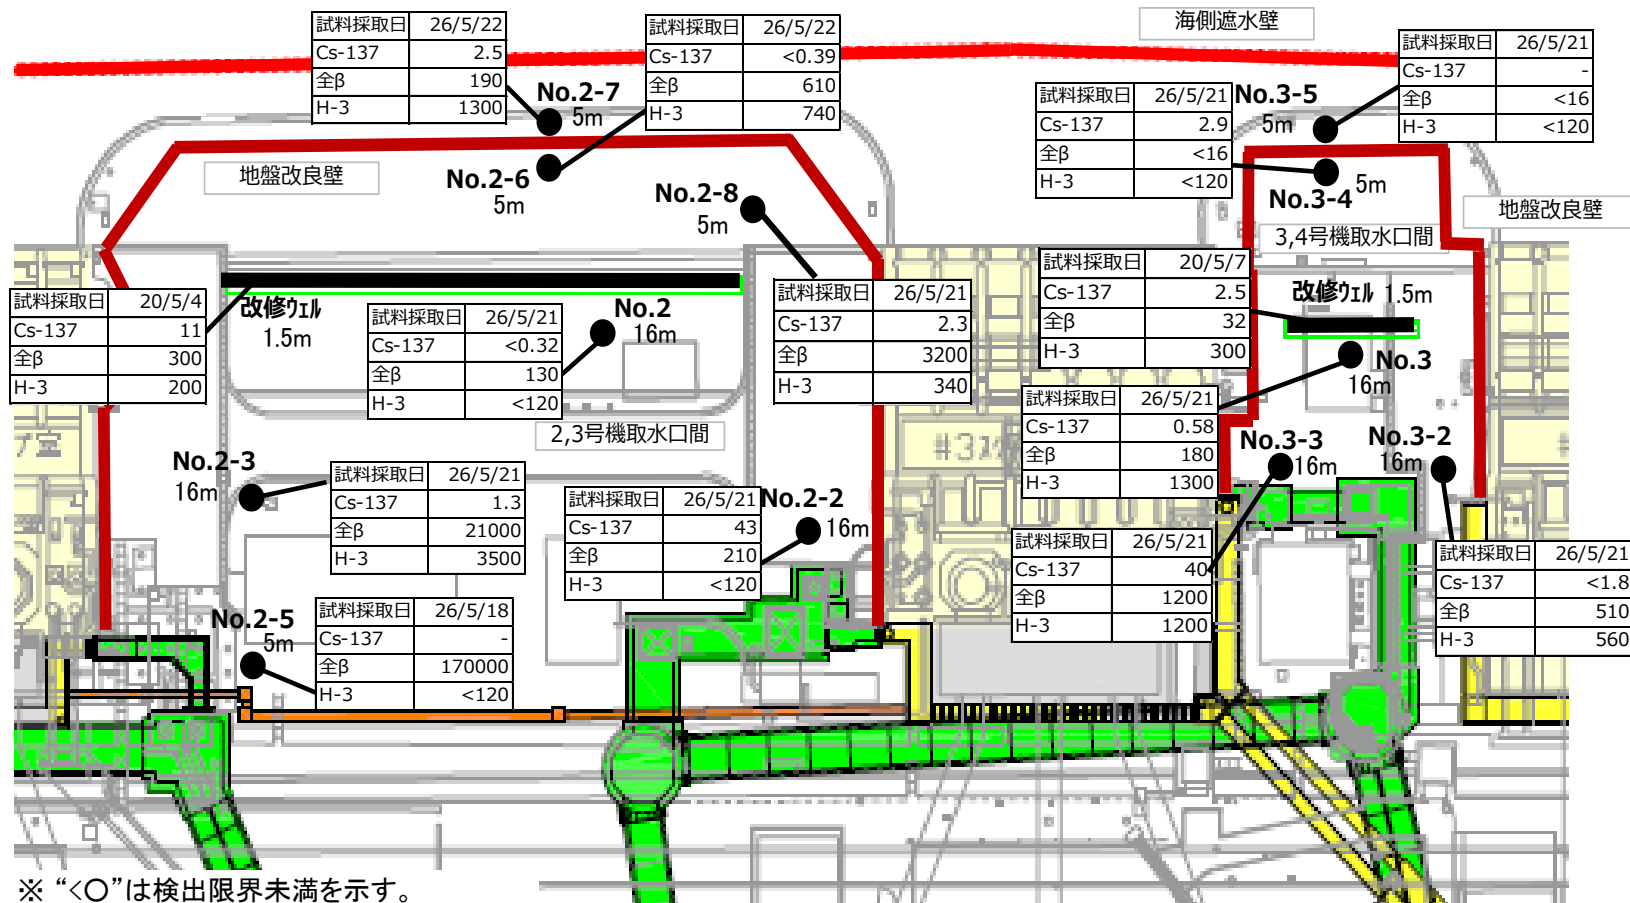 海側遮水壁
試料採取日 26/5/22
Cs-137 2.5
全β 190
H-3 1300
No.2-7
5m
試料採取日 26/5/22
Cs-137 <0.39
全β 610
H-3 740
No.2-6
5m
地盤改良壁
No.2-8
5m
試料採取日 26/5/21
Cs-137 2.9
全β <16
H-3 <120
No.3-5
5m
試料採取日 26/5/21
Cs-137 -
全β <16
H-3 <120
No.3-4
5m
地盤改良壁
3,4号機取水口間
試料採取日 20/5/4
Cs-137 11
全β 300
H-3 200
改修ウェル
1.5m
試料採取日 26/5/21
Cs-137 <0.32
全β 130
H-3 <120
No.2
16m
試料採取日 26/5/21
Cs-137 2.3
全β 3200
H-3 340
試料採取日 20/5/7
Cs-137 2.5
全β 32
H-3 300
改修ウェル 1.5m
No.3
16m
試料採取日 26/5/21
Cs-137 0.58
全β 180
H-3 1300
2,3号機取水口間
No.2-3
16m
試料採取日 26/5/21
Cs-137 1.3
全β 21000
H-3 3500
試料採取日 26/5/21
Cs-137 43
全β 210
H-3 <120
No.2-2
16m
No.3-3
16m
No.3-2
16m
試料採取日 26/5/21
Cs-137 40
全β 1200
H-3 1200
試料採取日 26/5/21
Cs-137 <1.8
全β 510
H-3 560
No.2-5
5m
試料採取日 26/5/18
Cs-137 -
全β 170000
H-3 <120
※ “<○”は検出限界未満を示す。